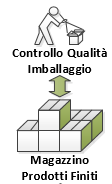 Controllo Qualità
Imballaggio
Magazzino
Prodotti Finiti